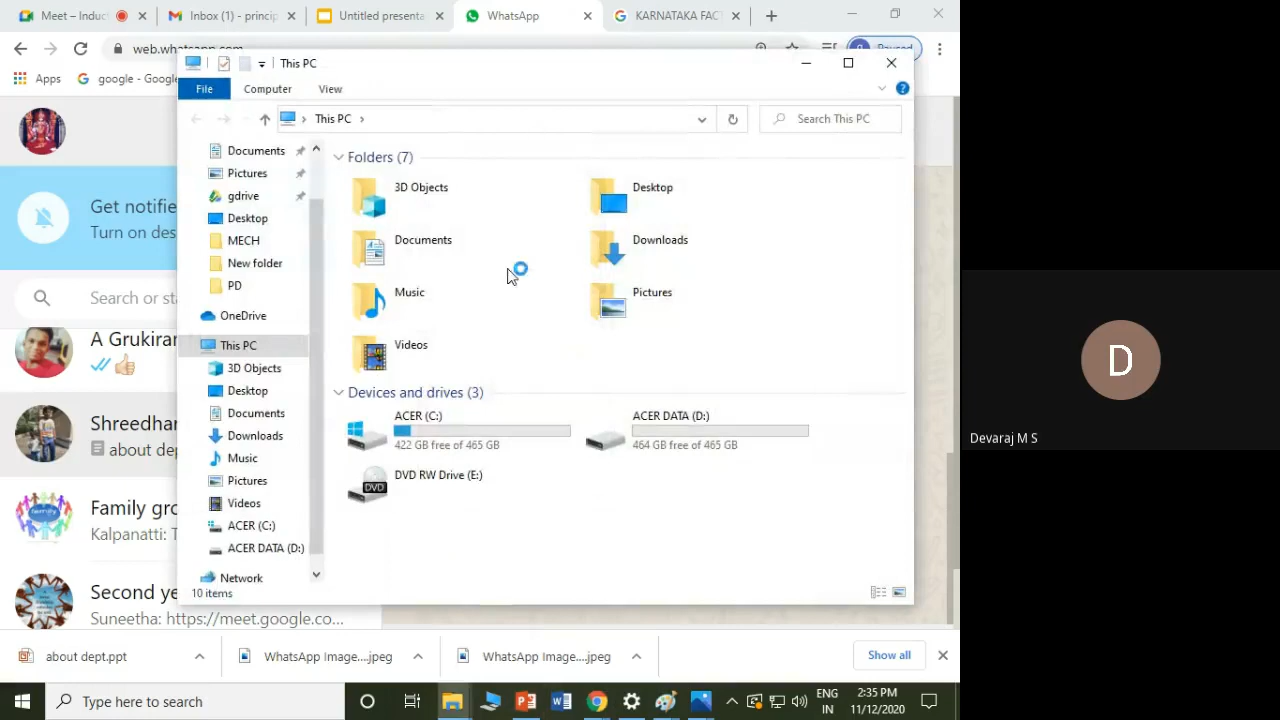 Meet – Induc
Inbox (1) - princip
Untitled presenta
WhatsApp
KARNATAKA FAC
web.whatsapp.com
Paused
Apps
google - Google
This PC
File
Computer
View
This PC
Search This PC
Get notifie
Turn on des
Search or sta
A Grukiran
Shreedhar
about dep
Family gro
Kalpanatti: T
Second ye
Suneetha: https://meet.google.co...
Documents
Pictures
gdrive
Desktop
MECH
New folder
PD
OneDrive
This PC
3D Objects
Desktop
Documents
Downloads
Music
Pictures
Videos
ACER (C:)
ACER DATA (D:)
Network
Folders (7)
3D Objects
Desktop
Documents
Downloads
Music
Pictures
Videos
Devices and drives (3)
ACER (C:)
422 GB free of 465 GB
ACER DATA (D:)
464 GB free of 465 GB
DVD
DVD RW Drive (E:)
10 items
D
Devaraj M S
about dept.ppt
WhatsApp Image....jpeg
WhatsApp Image....jpeg
Show all
Type here to search
ENG
IN
2:35 PM
11/12/2020